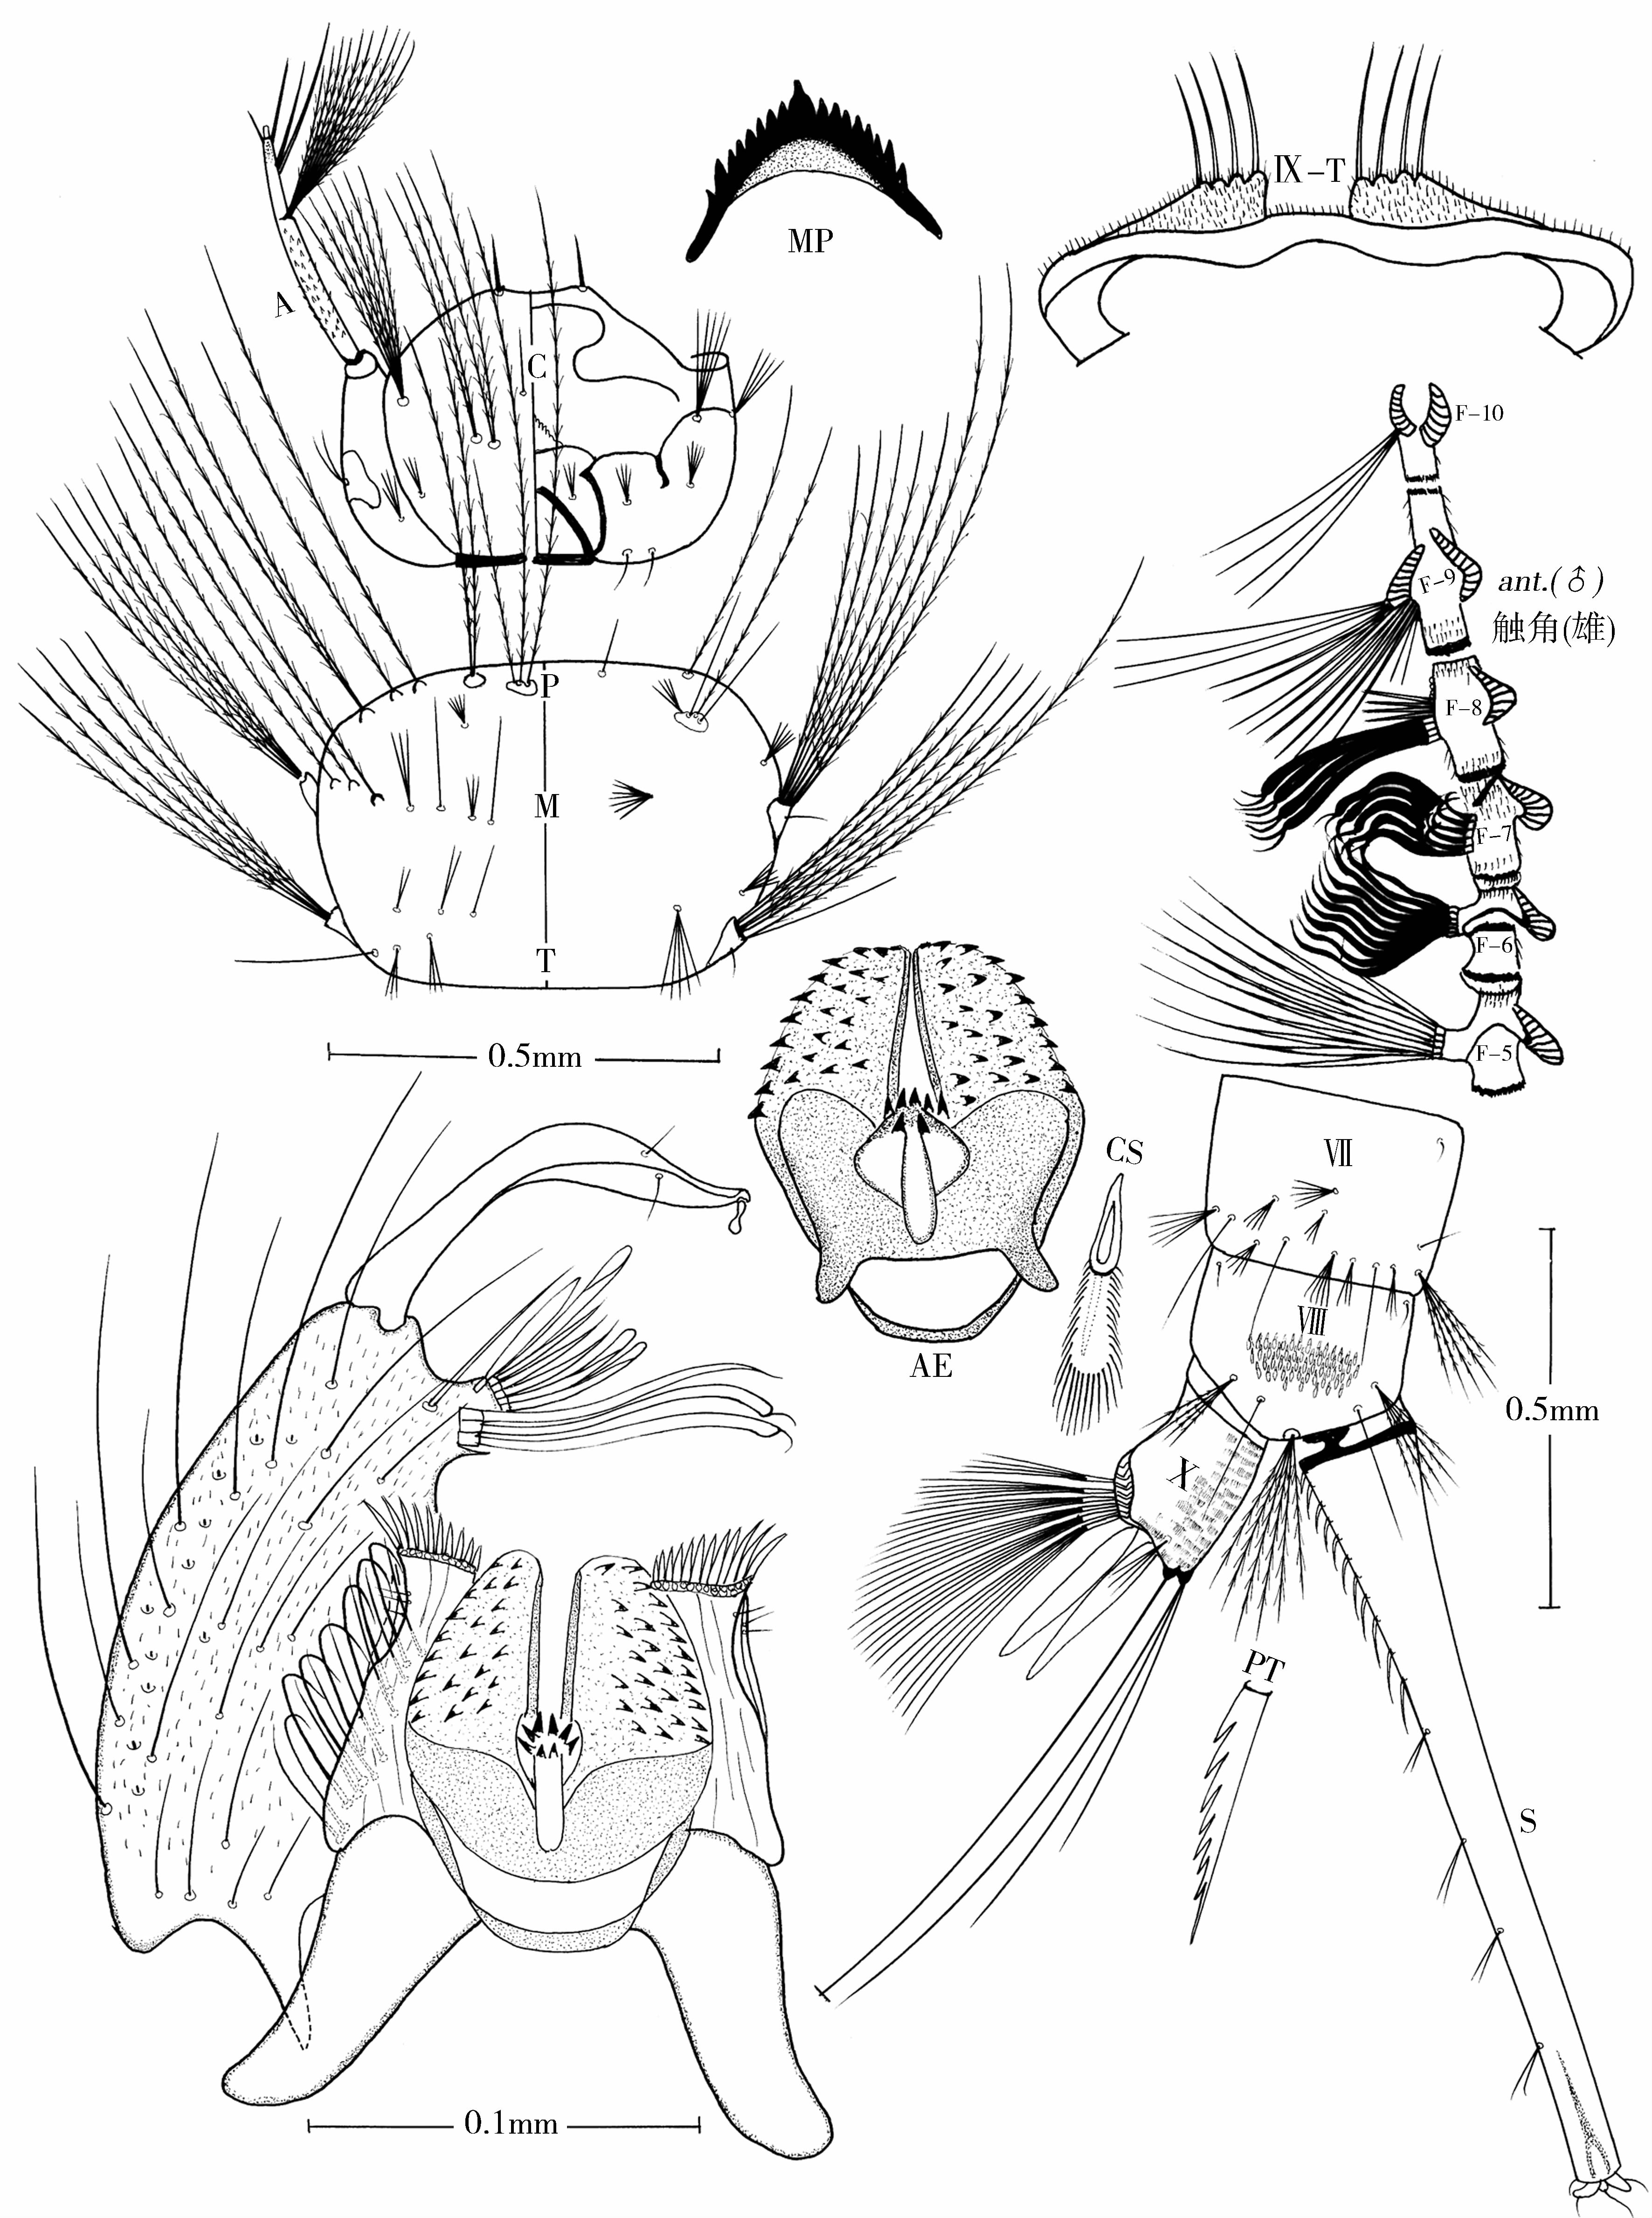 MP
IX-T
A
C
F-10
F-9
ant.(♂)
触角(雄)
F-8
P
M
F-7
F-6
T
F-5
0.5mm
CS
VII
VIII
AE
0.5mm
X
PT
S
0.1mm